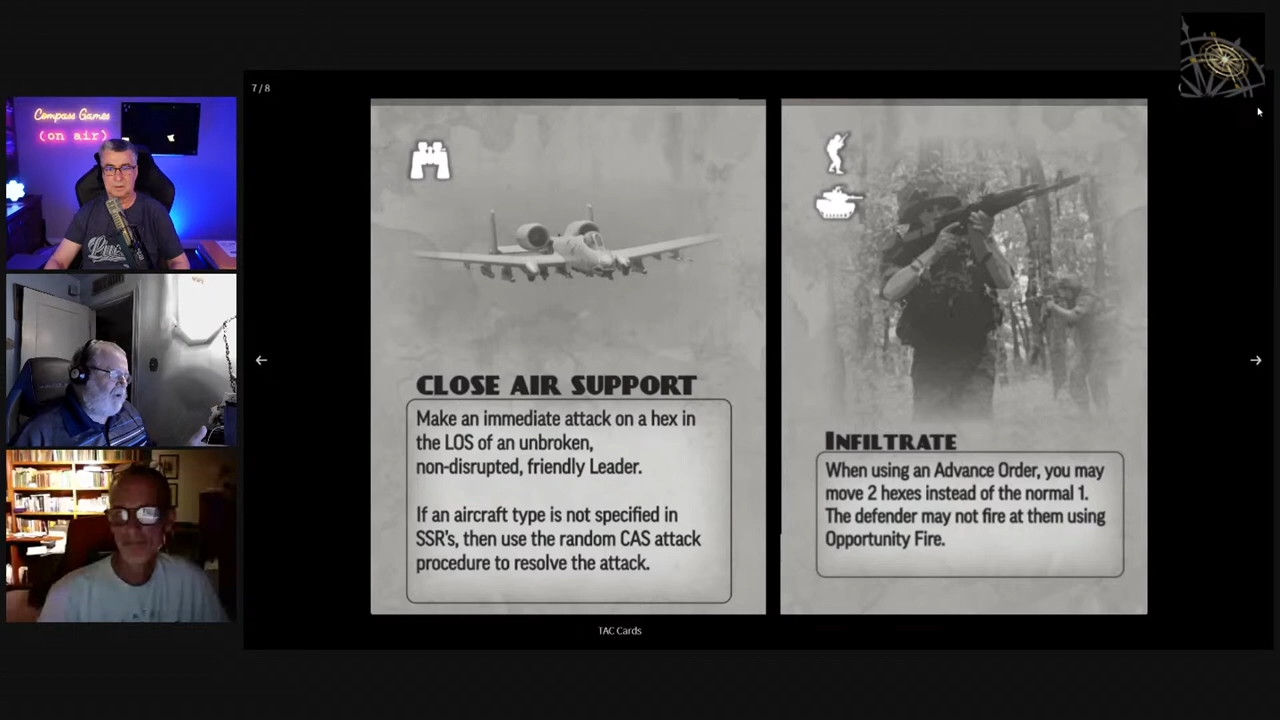 7 / 8
Compass Games
(on air)
CLOSE AIR SUPPORT
Make an immediate attack on a hex in
the LOS of an unbroken,
non-disrupted, friendly Leader.
If an aircraft type is not specified in
SSR's, then use the random CAS attack
procedure to resolve the attack.
INFILTRATE
When using an Advance Order, you may
move 2 hexes instead of the normal 1.
The defender may not fire at them using
Opportunity Fire.
TAC Cards